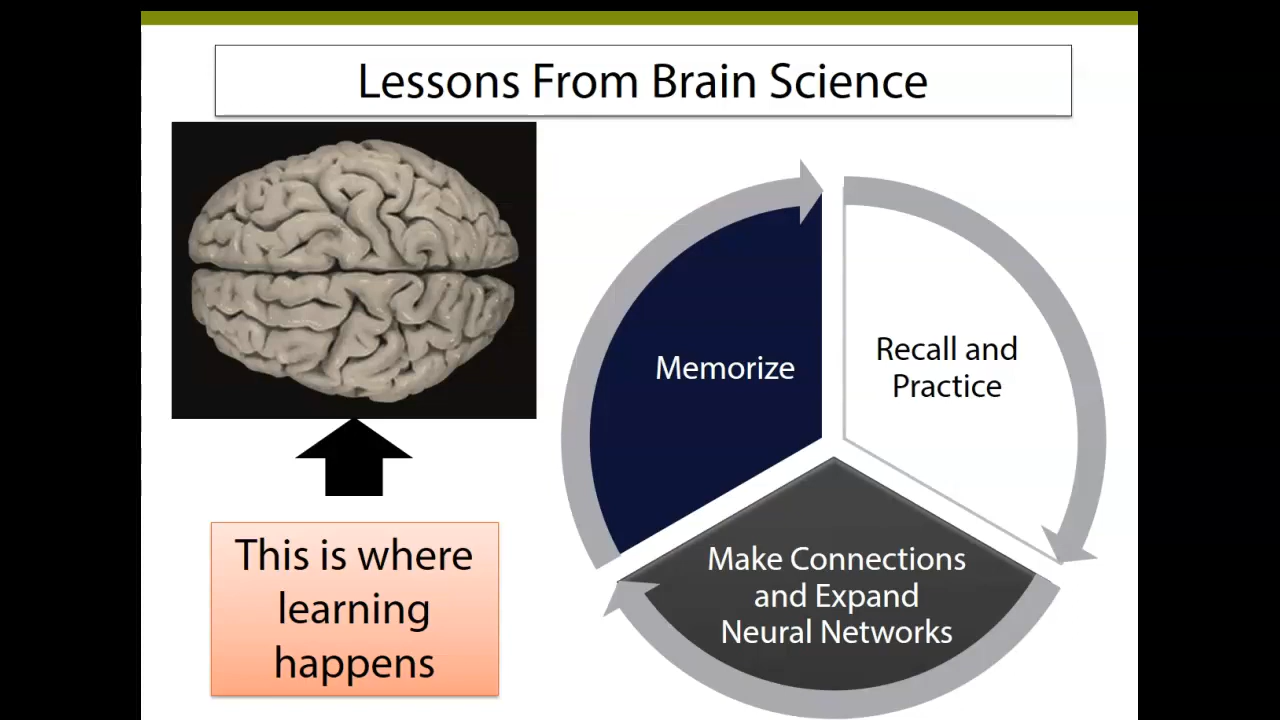 Lessons From Brain Science
Memorize
Recall and
Practice
Make Connections
and Expand
Neural Networks
This is where
learning
happens